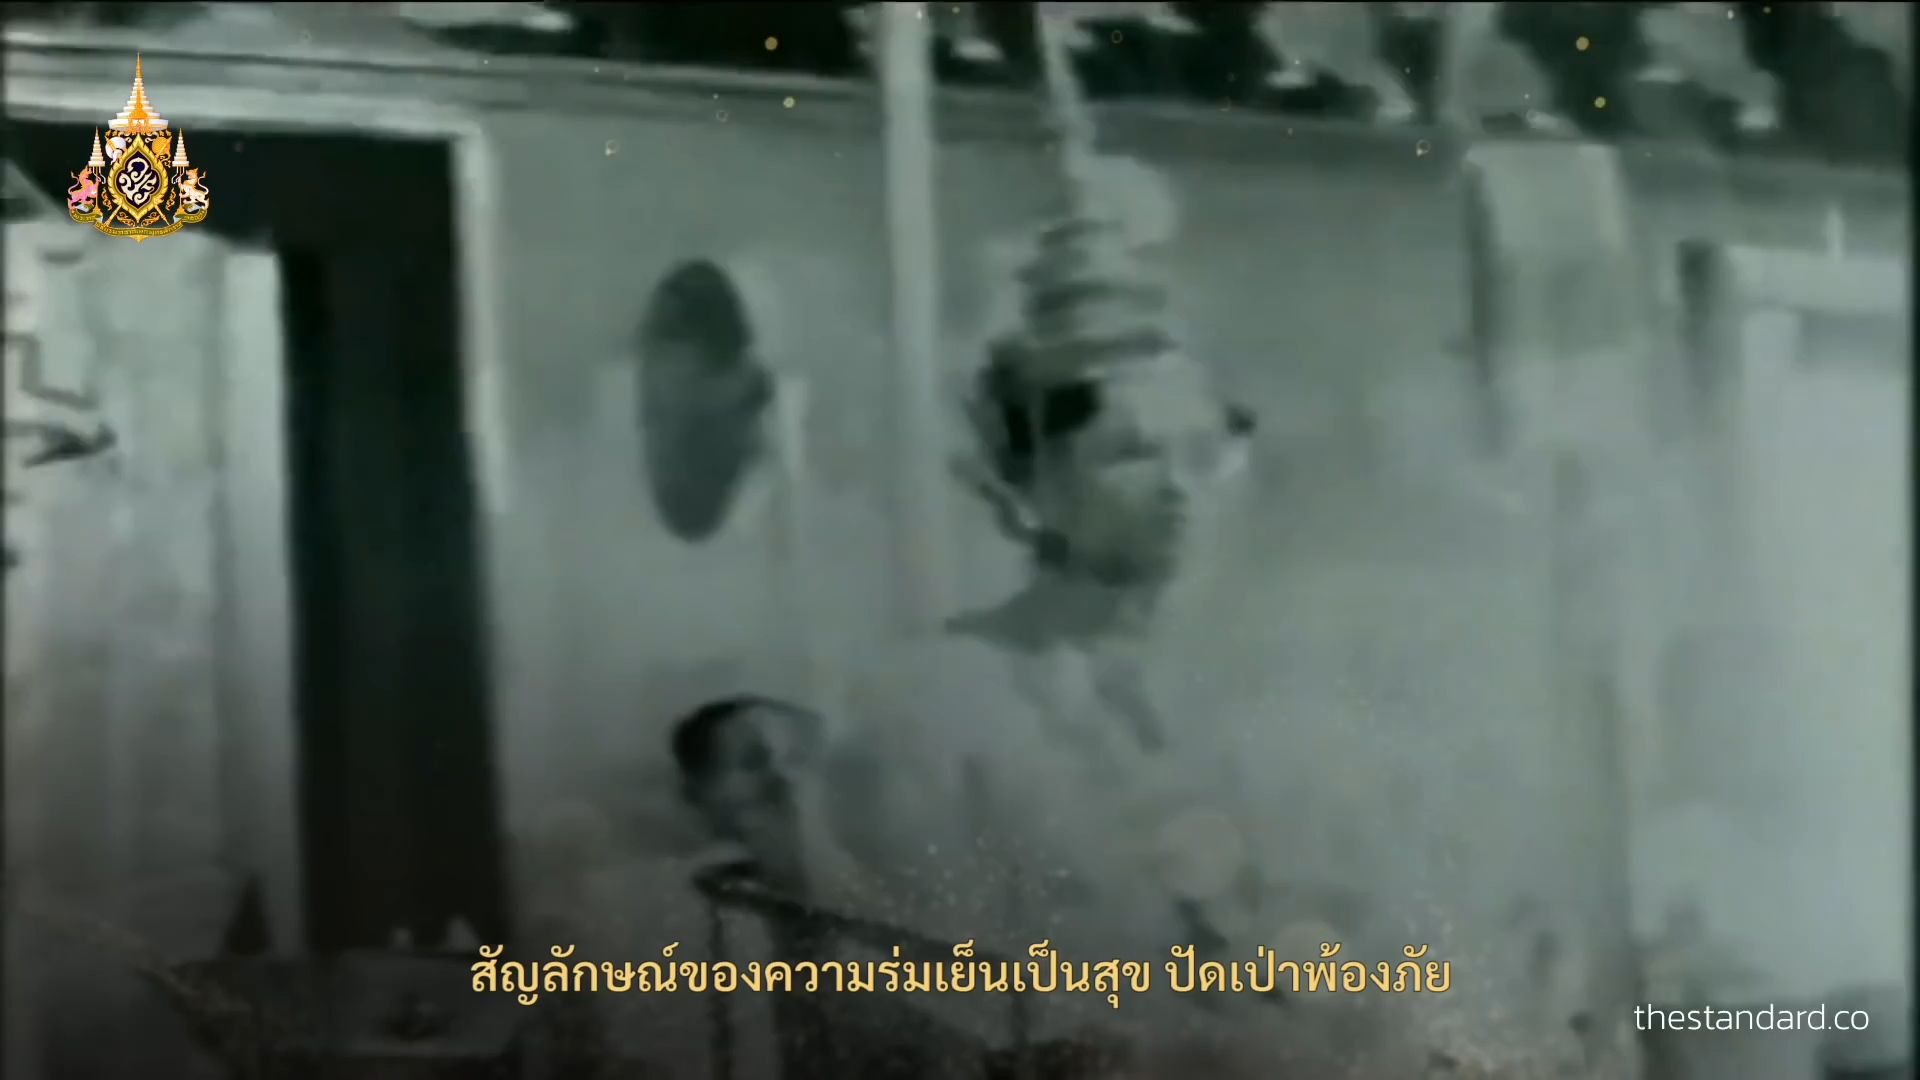 สัญลักษณ์ของความร่มเย็นเป็นสุข ปัดเป่าพ้องภัย
thestandard.co